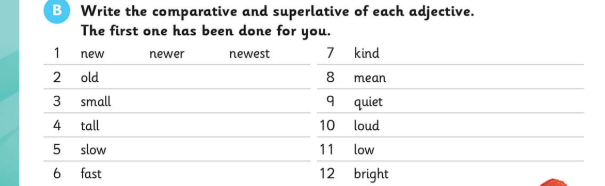 B Write the comparative and superlative of each adjective.
The first one has been done for you.
1 new newer newest
2 old
3 small
4 tall
5 slow
6 fast
7 kind
8 mean
9 quiet
10 loud
11 low
12 bright